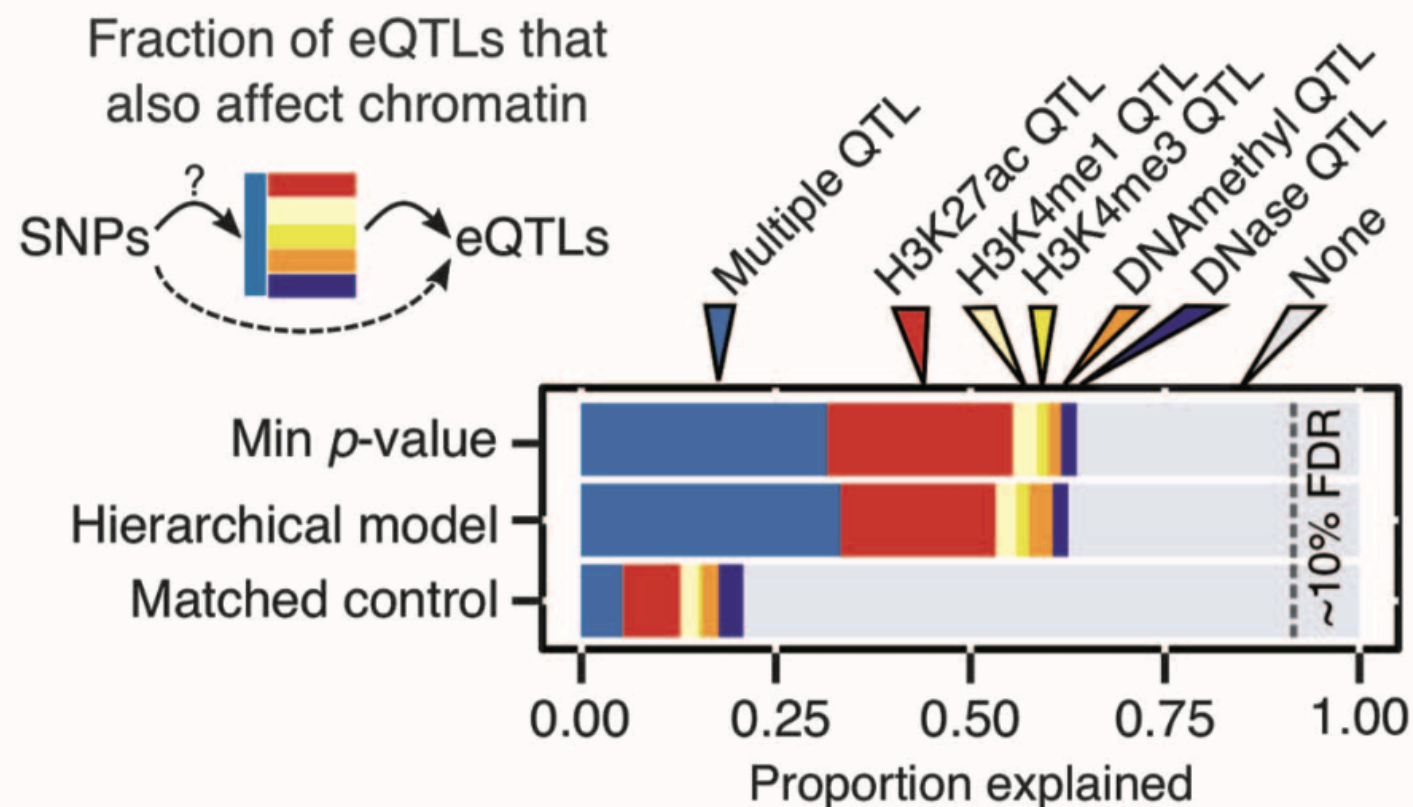 Fraction of eQTLs that
also affect chromatin
?
SNPs
eQTLs
Multiple QTL
H3K27ac QTL
H3K4me1 QTL
H3K4me3 QTL
DNAmethyl QTL
DNase QTL
None
Min p-value
Hierarchical model
Matched control
~10% FDR
0.00 0.25 0.50 0.75 1.00
Proportion explained